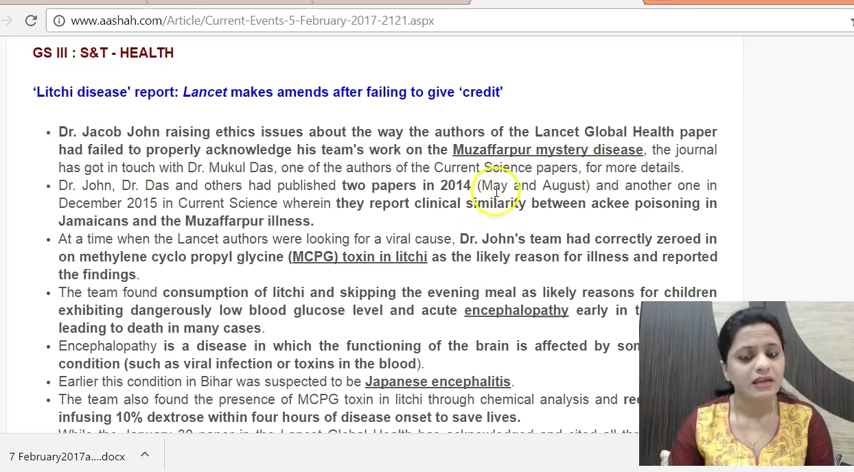 www.aashah.com/Article/Current-Events-5-February-2017-2121.aspx
GS III : S&T - HEALTH
‘Litchi disease' report: Lancet makes amends after failing to give ‘credit’
• Dr. Jacob John raising ethics issues about the way the authors of the Lancet Global Health paper
had failed to properly acknowledge his team's work on the Muzaffarpur mystery disease, the journal
has got in touch with Dr. Mukul Das, one of the authors of the Current Science papers, for more details.
• Dr. John, Dr. Das and others had published two papers in 2014 (May and August) and another one in
December 2015 in Current Science wherein they report clinical similarity between ackee poisoning in
Jamaicans and the Muzaffarpur illness.
• At a time when the Lancet authors were looking for a viral cause, Dr. John's team had correctly zeroed in
on methylene cyclo propyl glycine (MCPG) toxin in litchi as the likely reason for illness and reported
the findings.
• The team found consumption of litchi and skipping the evening meal as likely reasons for children
exhibiting dangerously low blood glucose level and acute encephalopathy early in
leading to death in many cases.
• Encephalopathy is a disease in which the functioning of the brain is affected by
condition (such as viral infection or toxins in the blood).
• Earlier this condition in Bihar was suspected to be Japanese encephalitis.
• The team also found the presence of MCPG toxin in litchi through chemical analysis and
infusing 10% dextrose within four hours of disease onset to save lives.
7 February2017a....docx